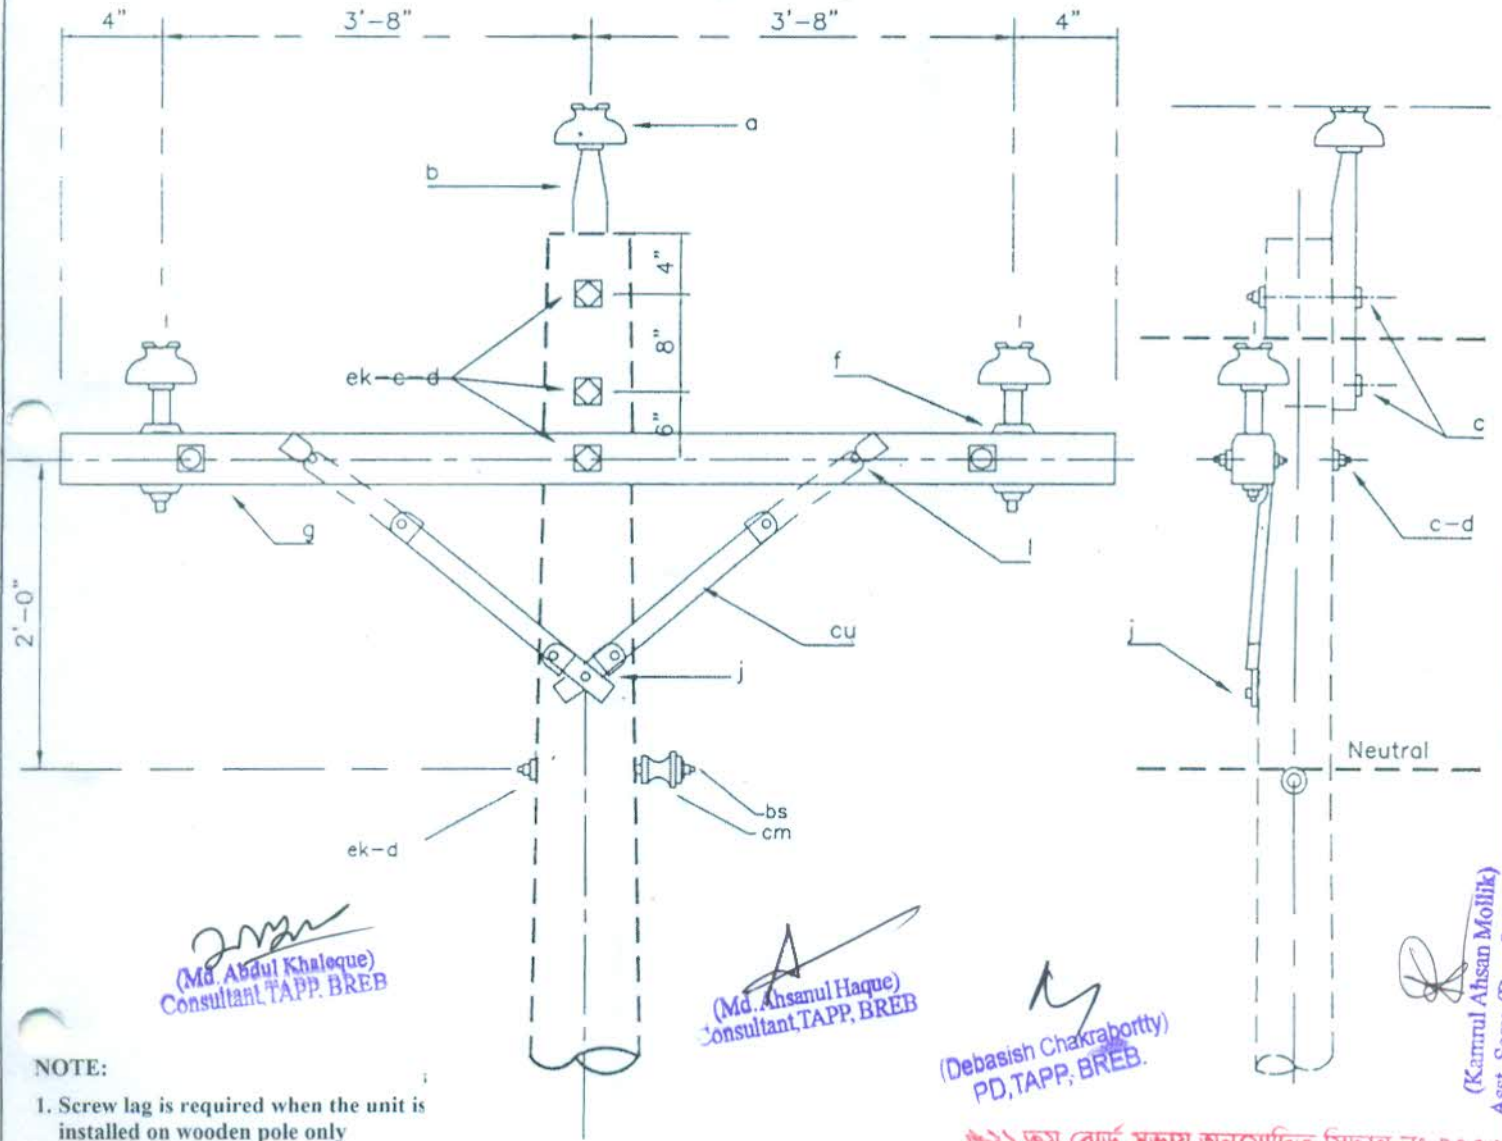 4" 3'-8" 3'-8" 4"
a
b
4"
8"
ek-c-d
f
6"
c
g
c-d
l
2'-0"
cu
j
j
Neutral
bs
cm
ek-d
(Md. Abdul Khaleque)
Consultant, TAPP. BREB
(Md. Ahsanul Haque)
Consultant, TAPP, BREB
(Debasish Chakrabortty)
PD, TAPP, BREB.
(Kamrul Ahsan Mollik)
NOTE:
1. Screw lag is required when the unit is
installed on wooden pole only